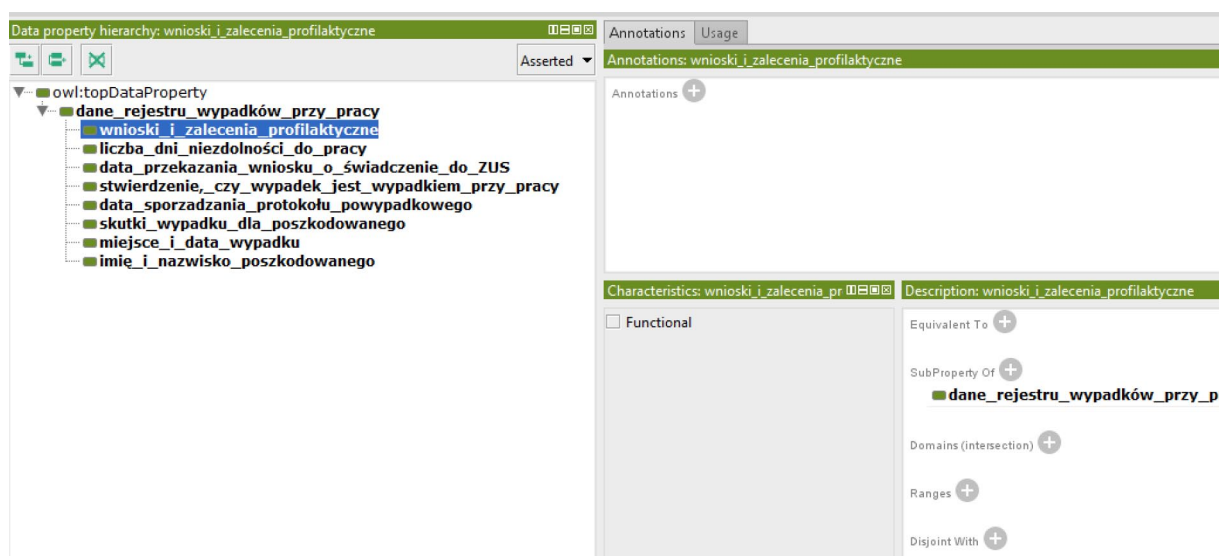 Data property hierarchy: wnioski_i_zalecenia_profilaktyczne
Asserted
owl:topDataProperty
dane_rejestru_wypadków_przy_pracy
wnioski_i_zalecenia_profilaktyczne
liczba_dni_niezdolności_do_pracy
data_przekazania_wniosku_o_świadczenie_do_ZUS
stwierdzenie,_czy_wypadek_jest_wypadkiem_przy_pracy
data_sporzadzania_protokołu_powypadkowego
skutki_wypadku_dla_poszkodowanego
miejsce_i_data_wypadku
imię_i_nazwisko_poszkodowanego
Annotations Usage
Annotations: wnioski_i_zalecenia_profilaktyczne
Annotations
Characteristics: wnioski_i_zalecenia_pr
Functional
Description: wnioski_i_zalecenia_profilaktyczne
Equivalent To
SubProperty Of
dane_rejestru_wypadków_przy_p
Domains (intersection)
Ranges
Disjoint With